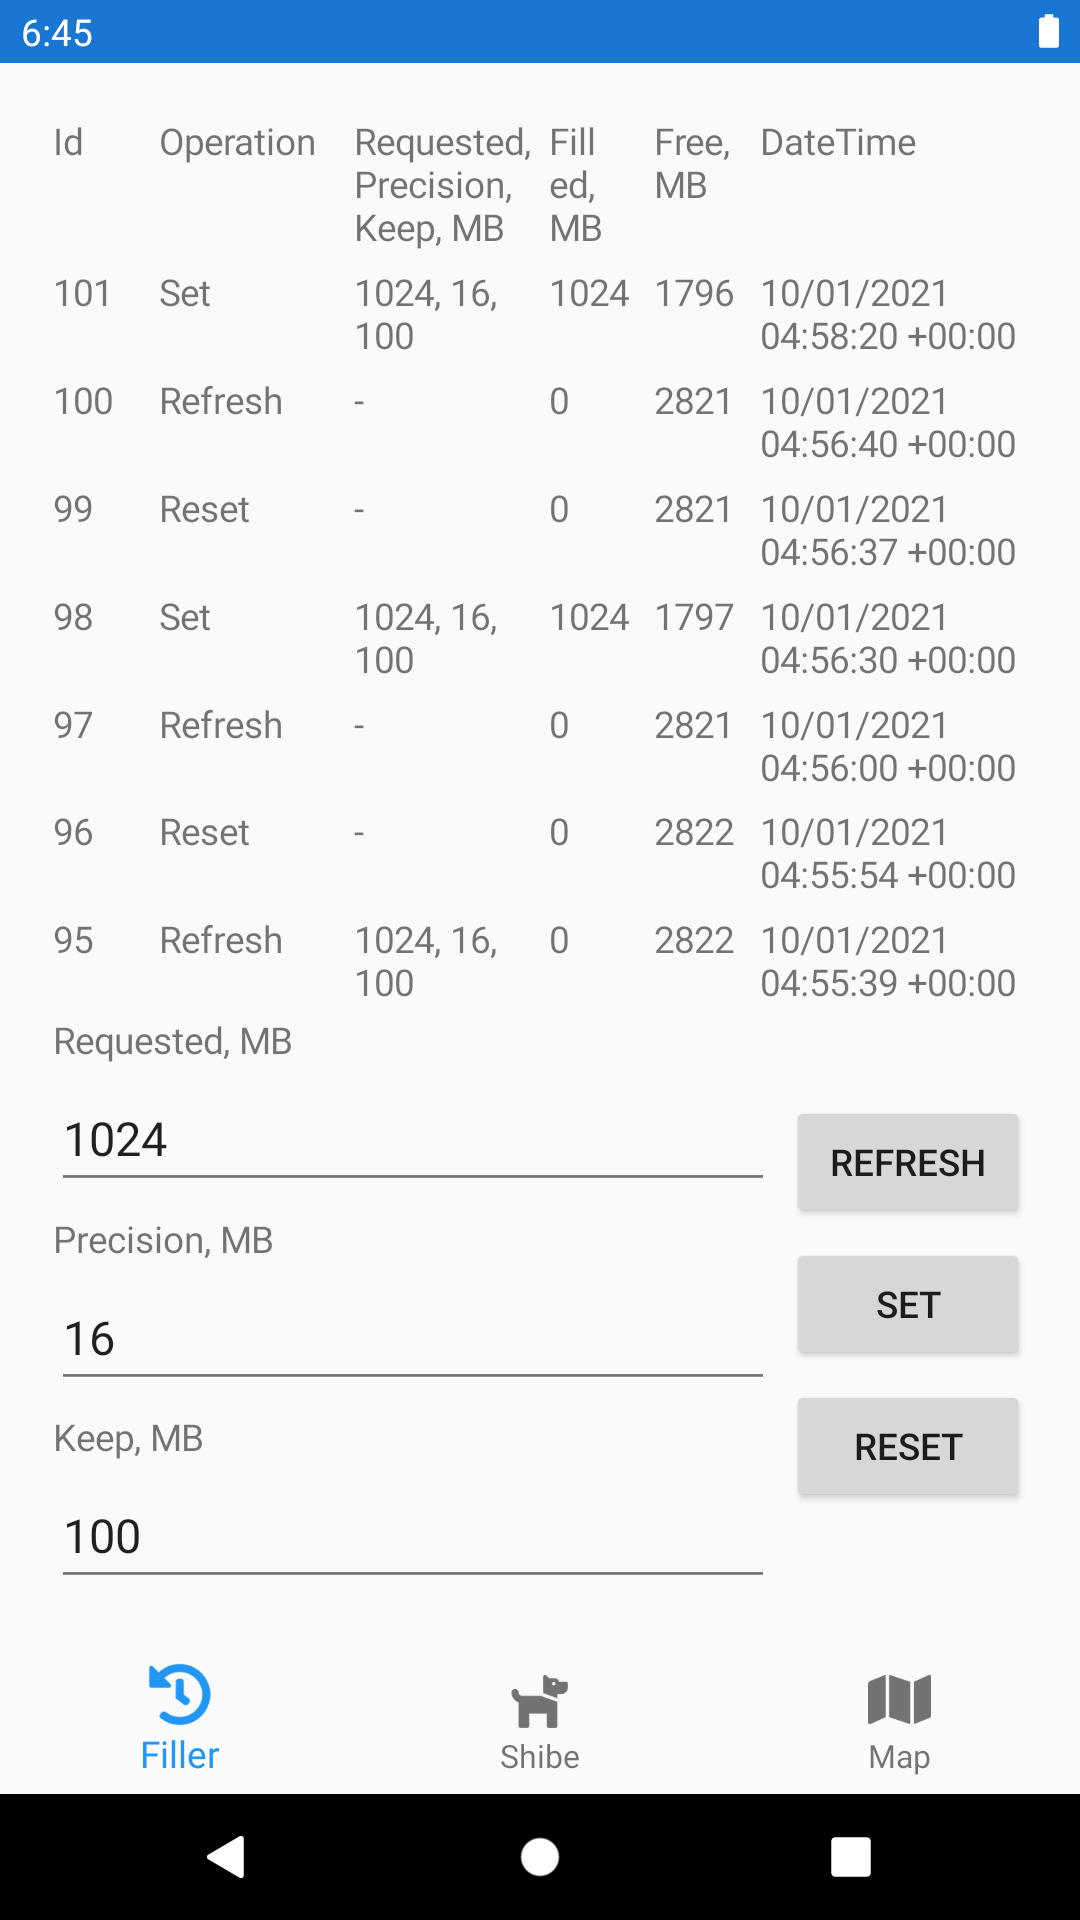 6:45
Id Operation Requested, Filled, Free, DateTime
Precision, MB MB
Keep, MB
101 Set 1024, 16, 1024 1796 10/01/2021
100 04:58:20 +00:00
100 Refresh - 0 2821 10/01/2021
04:56:40 +00:00
99 Reset - 0 2821 10/01/2021
04:56:37 +00:00
98 Set 1024, 16, 1024 1797 10/01/2021
100 04:56:30 +00:00
97 Refresh - 0 2821 10/01/2021
04:56:00 +00:00
96 Reset - 0 2822 10/01/2021
04:55:54 +00:00
95 Refresh 1024, 16, 0 2822 10/01/2021
100 04:55:39 +00:00
Requested, MB
1024
REFRESH
Precision, MB
SET
16
Keep, MB
RESET
100
Filler Shibe Map